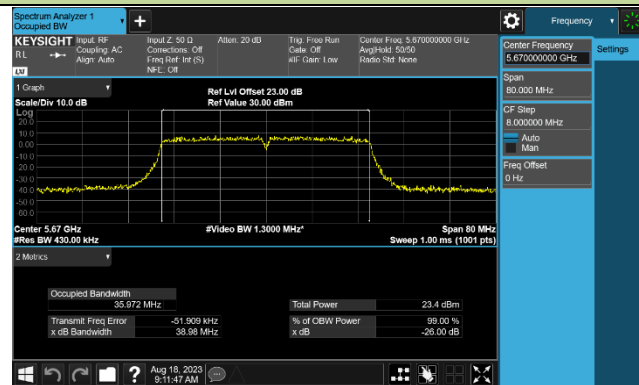 Spectrum Analyzer 1
Occupied BW
+
Frequency
KEYSIGHT
RL
LXI
Input: RF
Coupling: AC
Align: Auto
Input Z: 50 Ω
Corrections: Off
Freq Ref: Int (S)
NFE: Off
Atten: 20 dB
Trig: Free Run
Gate: Off
#IF Gain: Low
Center Freq: 5.670000000 GHz
Avg|Hold: 50/50
Radio Std: None
Center Frequency
5.670000000 GHz
Settings
Span
80.000 MHz
CF Step
8.000000 MHz
Auto
Man
Freq Offset
0 Hz
1 Graph
Scale/Div 10.0 dB
Ref Lvl Offset 23.00 dB
Ref Value 30.00 dBm
Log
20.0
10.0
0.00
-10.0
-20.0
-30.0
-40.0
-50.0
-60.0
Center 5.67 GHz
#Res BW 430.00 kHz
#Video BW 1.3000 MHz*
Span 80 MHz
Sweep 1.00 ms (1001 pts)
2 Metrics
Occupied Bandwidth
35.972 MHz
Total Power 23.4 dBm
Transmit Freq Error -51.909 kHz
% of OBW Power 99.00 %
x dB Bandwidth 38.98 MHz
x dB -26.00 dB
?
Aug 18, 2023
9:11:47 AM